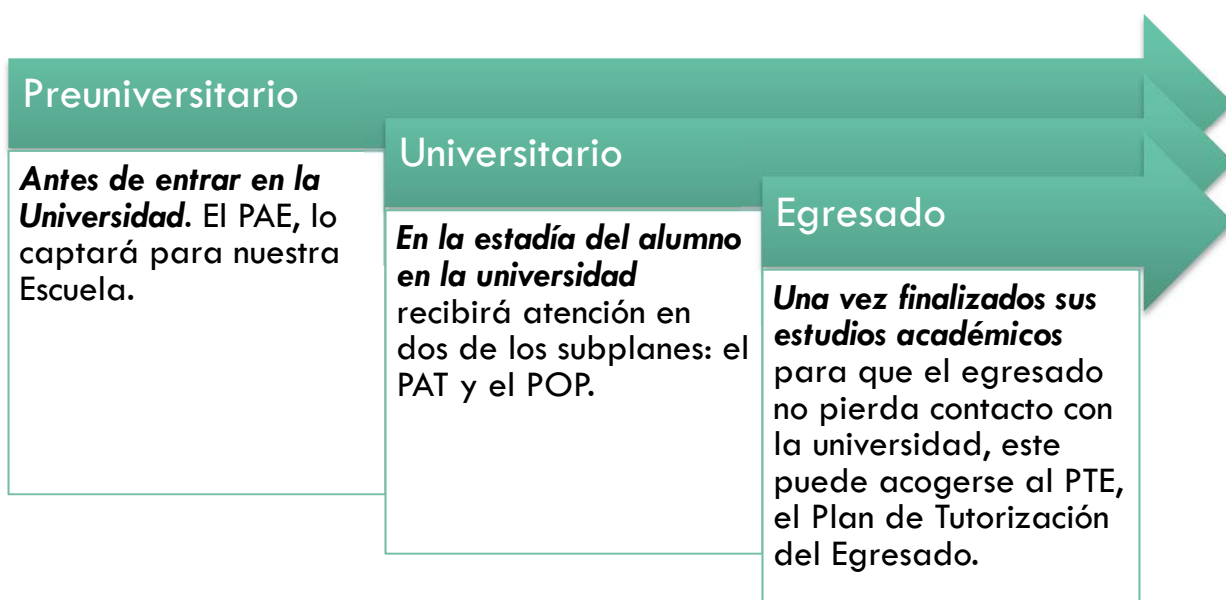 Preuniversitario
Antes de entrar en la
Universidad. El PAE, lo
captará para nuestra
Escuela.
Universitario
En la estadía del alumno
en la universidad
recibirá atención en
dos de los subplanes: el
PAT y el POP.
Egresado
Una vez finalizados sus
estudios académicos
para que el egresado
no pierda contacto con
la universidad, este
puede acogerse al PTE,
el Plan de Tutorización
del Egresado.